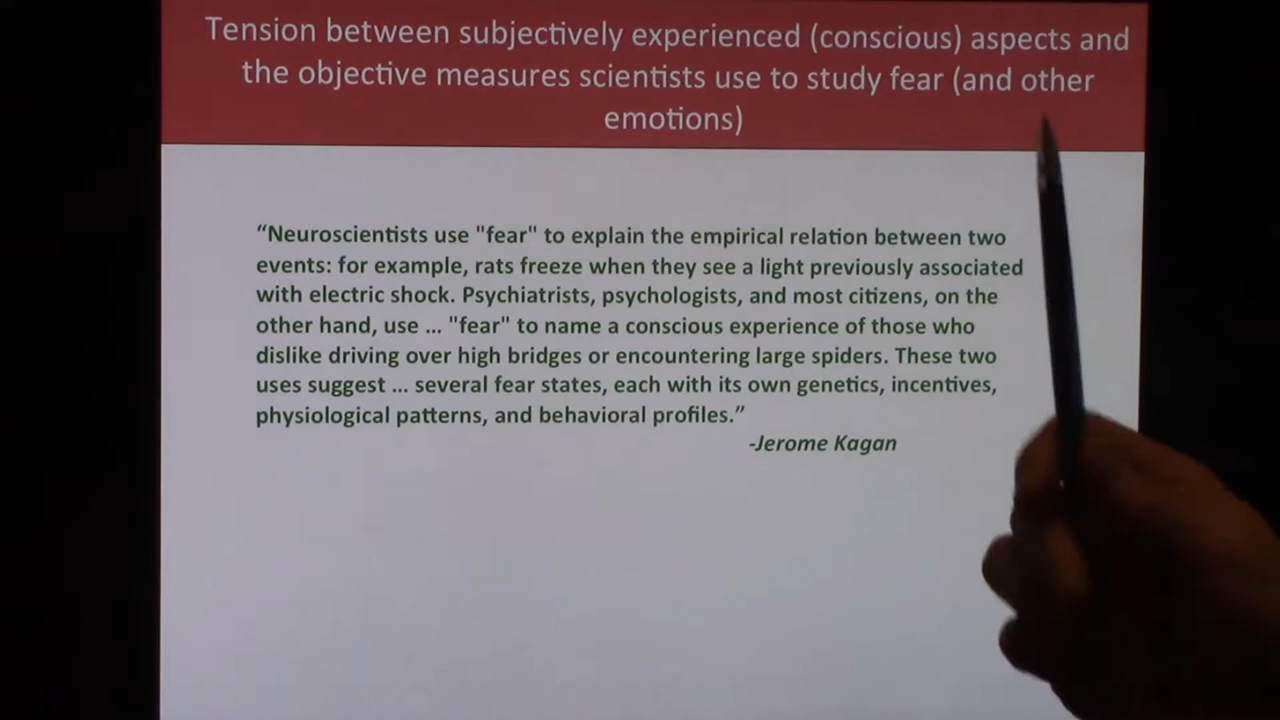 Tension between subjectively experienced (conscious) aspects and
the objective measures scientists use to study fear (and other
emotions)
“Neuroscientists use "fear" to explain the empirical relation between two
events: for example, rats freeze when they see a light previously associated
with electric shock. Psychiatrists, psychologists, and most citizens, on the
other hand, use ... "fear" to name a conscious experience of those who
dislike driving over high bridges or encountering large spiders. These two
uses suggest ... several fear states, each with its own genetics, incentives,
physiological patterns, and behavioral profiles.”
-Jerome Kagan